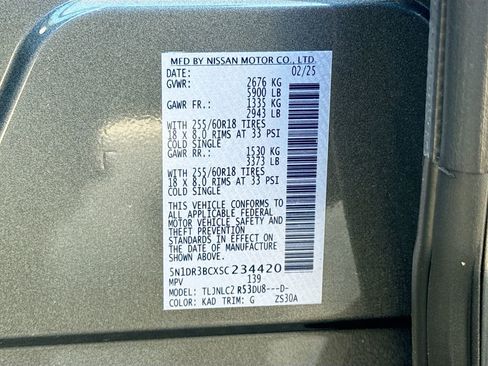 MFD BY NISSAN MOTOR CO., LTD.
DATE: 02/25
GVWR: 2676 KG
5900 LB
GAWR FR.: 1335 KG
2943 LB
WITH 255/60R18 TIRES
18 X 8.0 RIMS AT 33 PSI
COLD SINGLE
GAWR RR.: 1530 KG
3373 LB
WITH 255/60R18 TIRES
18 X 8.0 RIMS AT 33 PSI
COLD SINGLE
THIS VEHICLE CONFORMS TO
ALL APPLICABLE FEDERAL
MOTOR VEHICLE SAFETY AND
THEFT PREVENTION
STANDARDS IN EFFECT ON
THE DATE OF MANUFACTURE
SHOWN ABOVE.
5N1DR3BCXSC234420
MPV 139
MODEL: TLJNLC2 R53DU8---D-
COLOR: KAD TRIM: G ZS30A